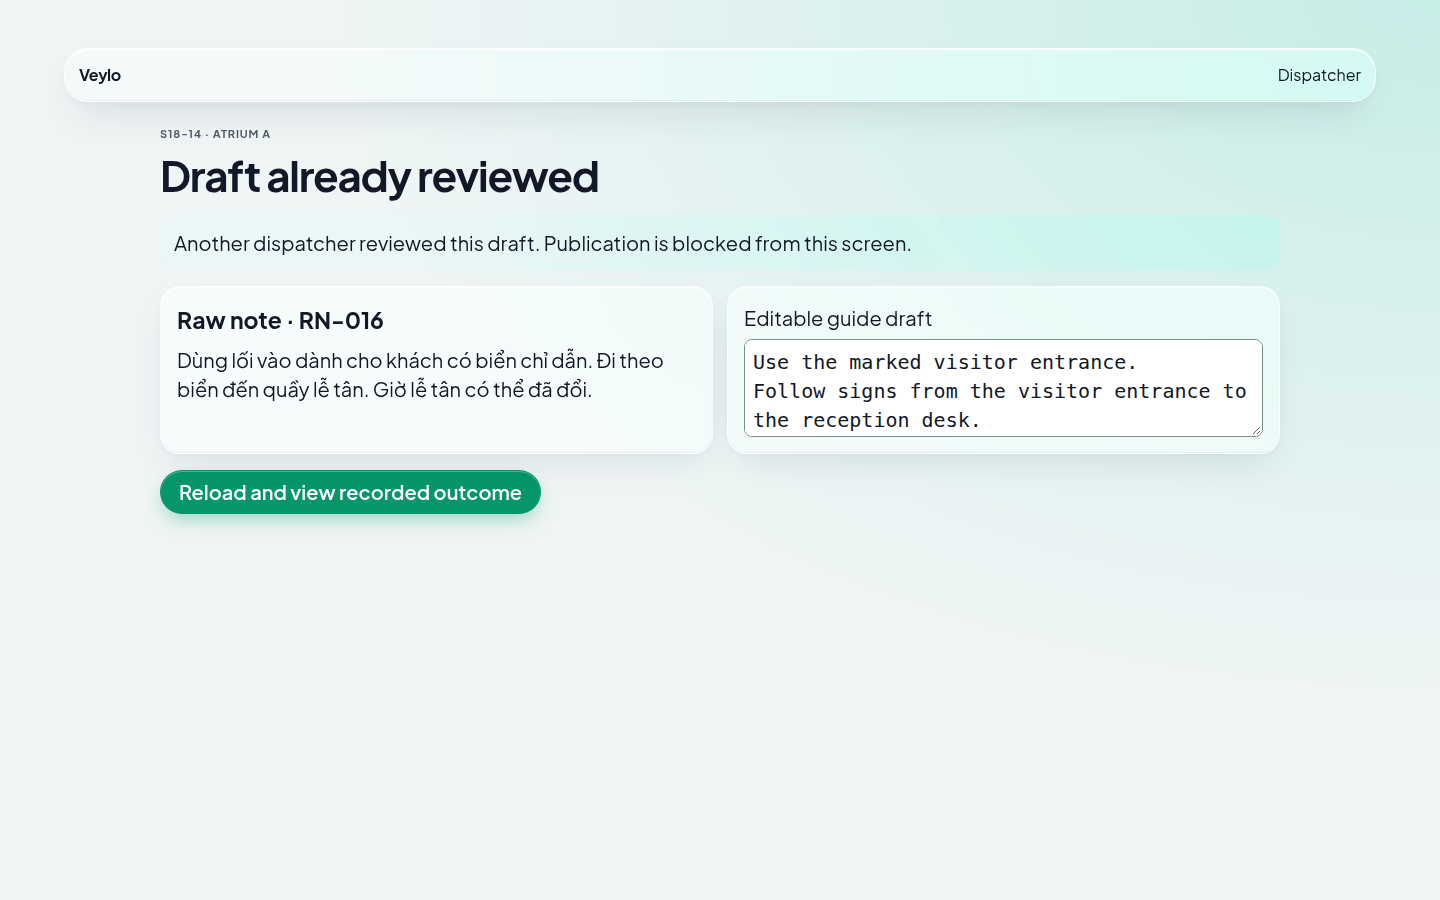 Veylo
Dispatcher
S18-14 · ATRIUM A
Draft already reviewed
Another dispatcher reviewed this draft. Publication is blocked from this screen.
Raw note · RN-016
Dùng lối vào dành cho khách có biển chỉ dẫn. Đi theo
biển đến quầy lễ tân. Giờ lễ tân có thể đã đổi.
Editable guide draft
Use the marked visitor entrance.
Follow signs from the visitor entrance to
the reception desk.
Reload and view recorded outcome